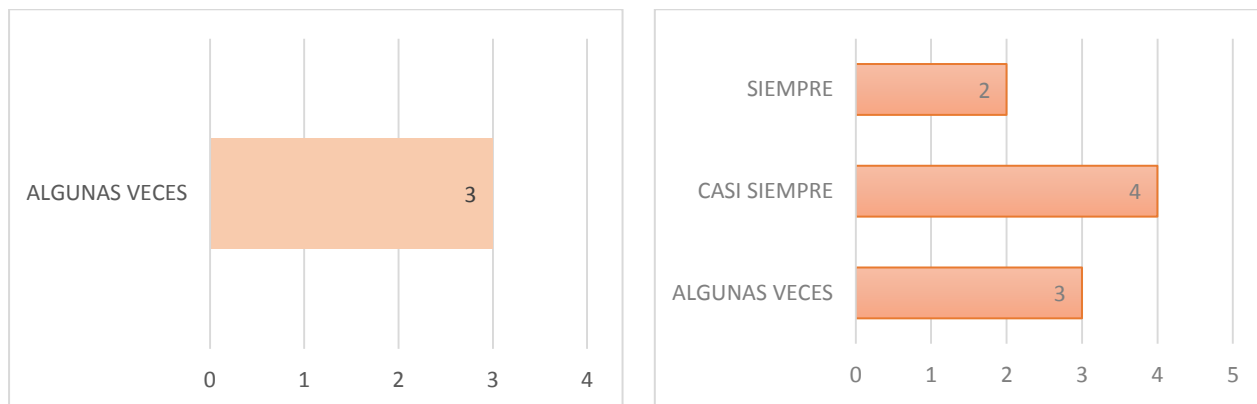 ALGUNAS VECES
3
0 1 2 3 4
SIEMPRE
2
CASI SIEMPRE
4
ALGUNAS VECES
3
0 1 2 3 4 5